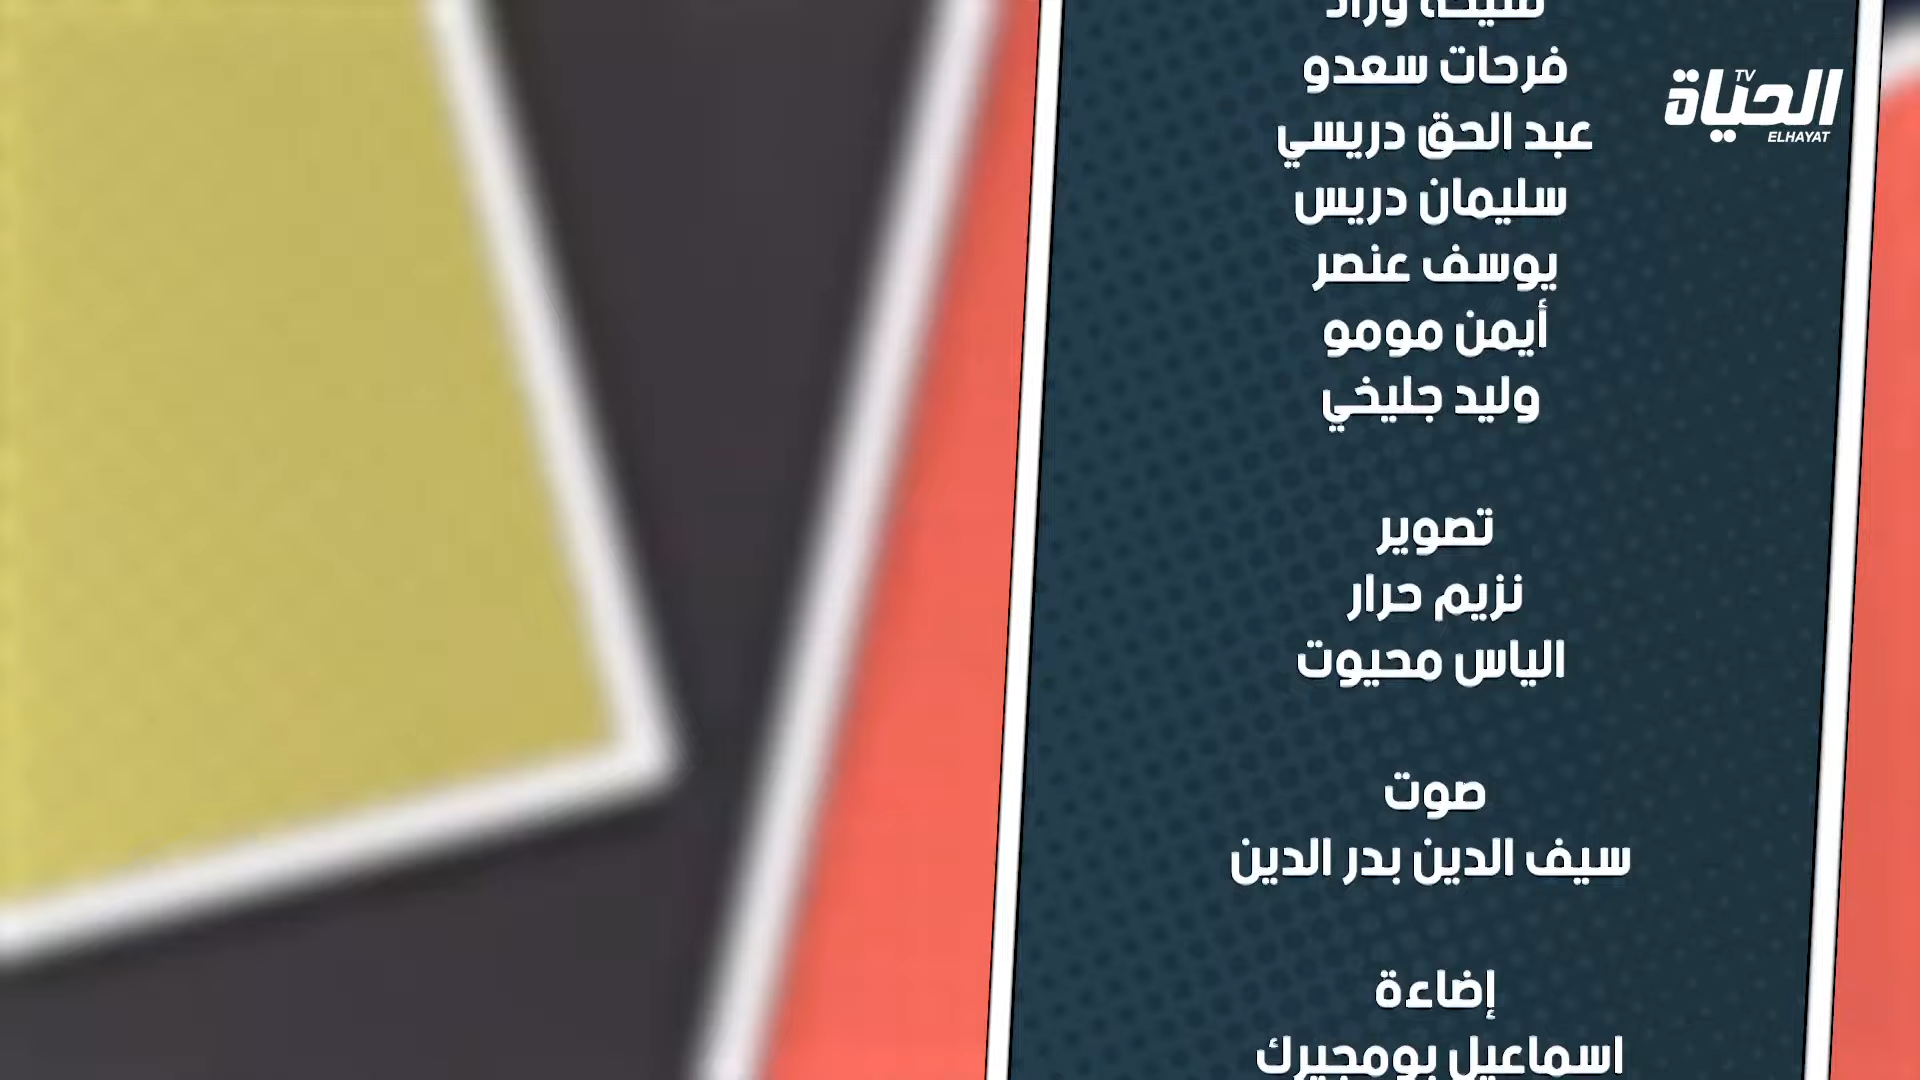 فرحات سعدو
عبد الحق دريسي
سليمان دريس
يوسف عنصر
أيمن مومو
وليد جليخي
تصوير
نزيم حرار
الياس محيوت
صوت
سيف الدين بدر الدين
إضاءة
اسماعيل بومجيرك
الحياة TV
ELHAYAT